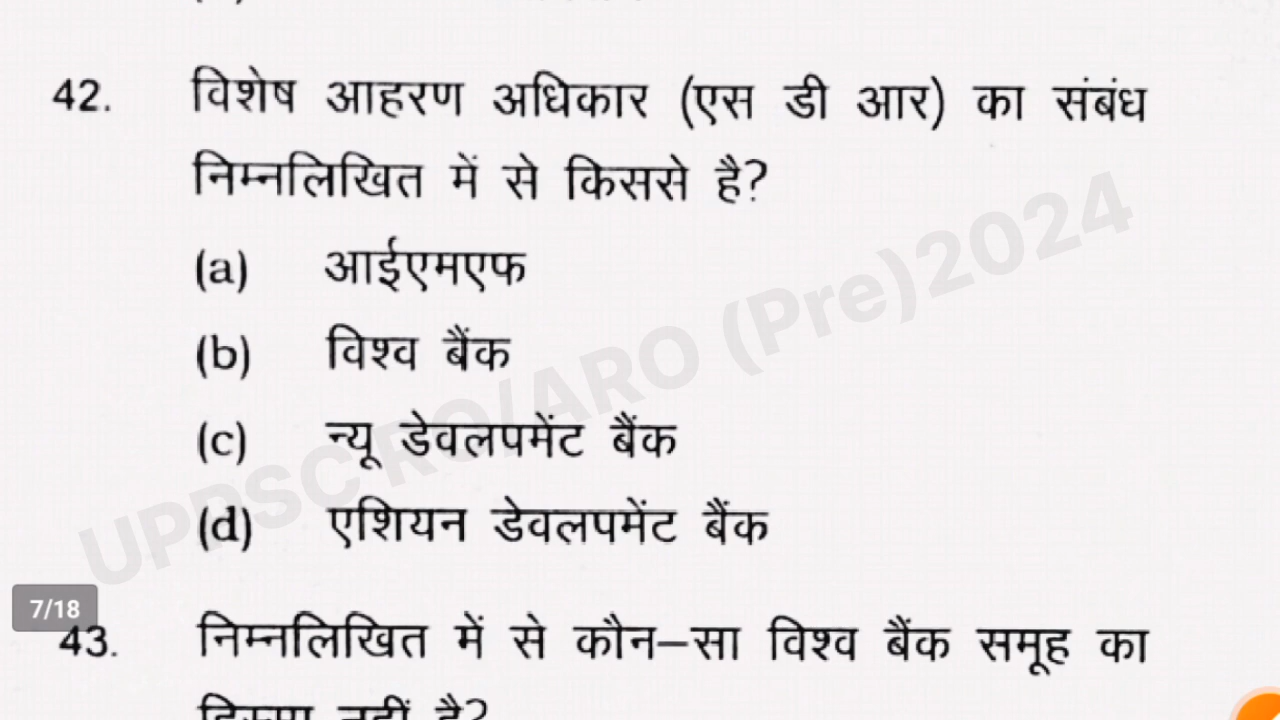 42. विशेष आहरण अधिकार (एस डी आर) का संबंध
निम्नलिखित में से किससे है?
(a) आईएमएफ
(b) विश्व बैंक
(c) न्यू डेवलपमेंट बैंक
(d) एशियन डेवलपमेंट बैंक
UPPSC RO/ARO (Pre)2024
7/18
43. निम्नलिखित में से कौन–सा विश्व बैंक समूह का
नहीं है?